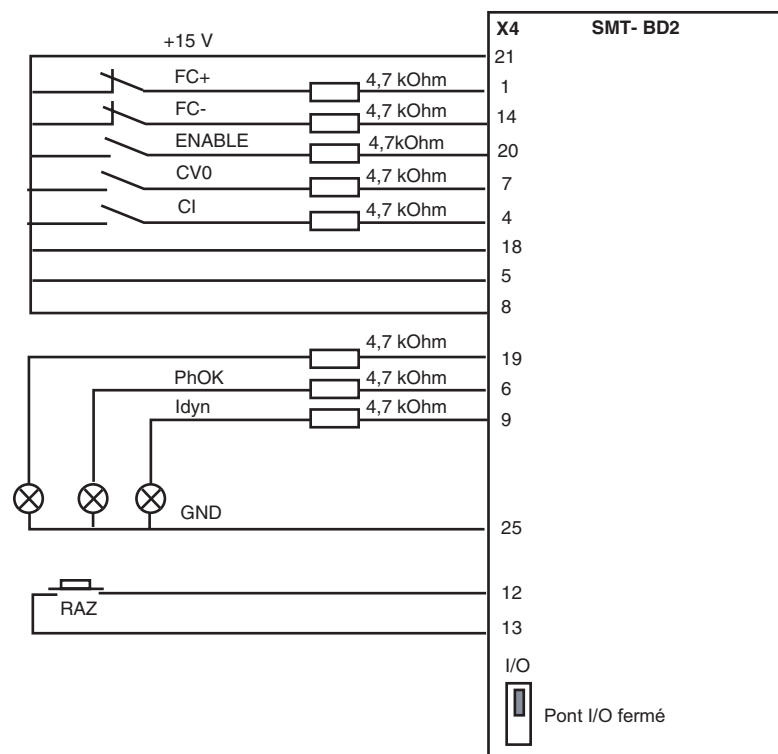 X4 SMT- BD2
+15 V 21
FC+ 4,7 kOhm 1
FC- 4,7 kOhm 14
ENABLE 4,7kOhm 20
CV0 4,7 kOhm 7
CI 4,7 kOhm 4
18
5
8
4,7 kOhm 19
PhOK 4,7 kOhm 6
Idyn 4,7 kOhm 9
GND 25
12
RAZ
13
I/O
Pont I/O fermé